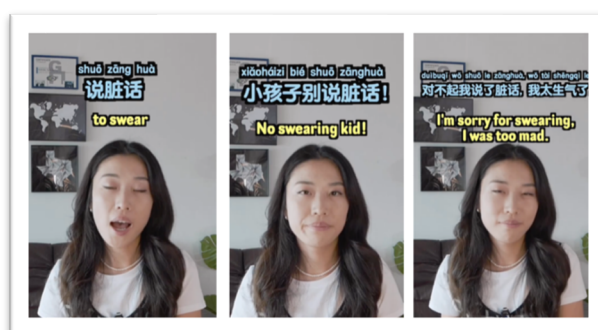 shuō zāng huà
说脏话
to swear
xiǎoháizi bié shuō zānghuà
小孩子别说脏话!
No swearing kid!
duìbuqǐ wǒ shuō le zānghuà, wǒ tài shēngqì le
对不起我说了脏话, 我太生气了
I'm sorry for swearing,
I was too mad.